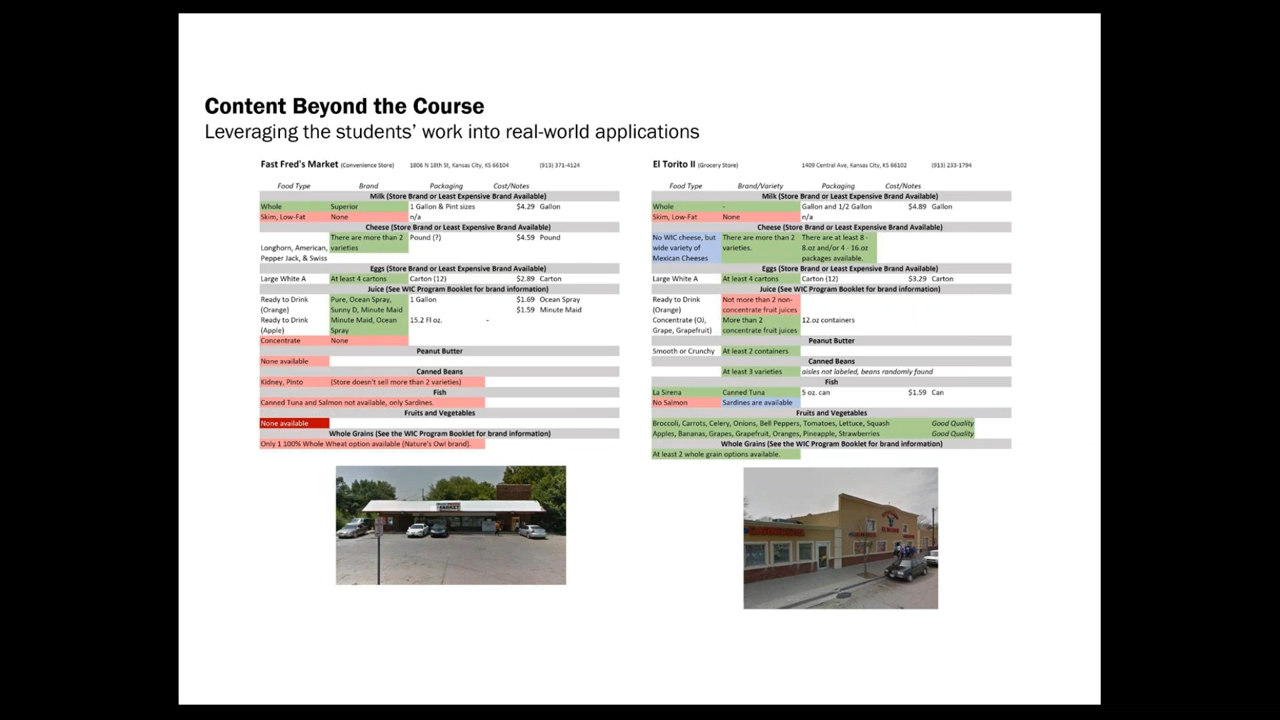 Content Beyond the Course
Leveraging the students' work into real-world applications
Fast Fred's Market (Convenience Store) 1806 N 18th St, Kansas City, KS 66104 (913) 371-4124
Food Type Brand Packaging Cost/Notes
Milk (Store Brand or Least Expensive Brand Available)
Whole Superior 1 Gallon & Pint sizes $4.29 Gallon
Skim, Low-Fat None n/a
Cheese (Store Brand or Least Expensive Brand Available)
There are more than 2 Pound (?) $4.59 Pound
Longhorn, American, varieties
Pepper Jack, & Swiss
Eggs (Store Brand or Least Expensive Brand Available)
Large White A At least 4 cartons Carton (12) $2.89 Carton
Juice (See WIC Program Booklet for brand information)
Ready to Drink Pure, Ocean Spray, 1 Gallon $1.69 Ocean Spray
(Orange) Sunny D, Minute Maid $1.59 Minute Maid
Ready to Drink Minute Maid, Ocean 15.2 Fl oz. -
(Apple) Spray
Concentrate None
Peanut Butter
None available
Canned Beans
Kidney, Pinto (Store doesn't sell more than 2 varieties)
Fish
Canned Tuna and Salmon not available, only Sardines.
Fruits and Vegetables
None available
Whole Grains (See the WIC Program Booklet for brand information)
Only 1 100% Whole Wheat option available (Nature's Owl brand).
MARKET
El Torito II (Grocery Store) 1409 Central Ave, Kansas City, KS 66102 (913) 233-1794
Food Type Brand/Variety Packaging Cost/Notes
Milk (Store Brand or Least Expensive Brand Available)
Whole - Gallon and 1/2 Gallon $4.89 Gallon
Skim, Low-Fat None n/a
Cheese (Store Brand or Least Expensive Brand Available)
No WIC cheese, but There are more than 2 There are at least 8 -
wide variety of varieties. 8.oz and/or 4 - 16.oz
Mexican Cheeses packages available.
Eggs (Store Brand or Least Expensive Brand Available)
Large White A At least 4 cartons Carton (12) $3.29 Carton
Juice (See WIC Program Booklet for brand information)
Ready to Drink Not more than 2 non-
(Orange) concentrate fruit juices
Concentrate (OJ, More than 2 12.oz containers
Grape, Grapefruit) concentrate fruit juices
Peanut Butter
Smooth or Crunchy At least 2 containers
Canned Beans
At least 3 varieties aisles not labeled, beans randomly found
Fish
La Sirena Canned Tuna 5 oz. can $1.59 Can
No Salmon Sardines are available
Fruits and Vegetables
Broccoli, Carrots, Celery, Onions, Bell Peppers, Tomatoes, Lettuce, Squash Good Quality
Apples, Bananas, Grapes, Grapefruit, Oranges, Pineapple, Strawberries Good Quality
Whole Grains (See the WIC Program Booklet for brand information)
At least 2 whole grain options available.